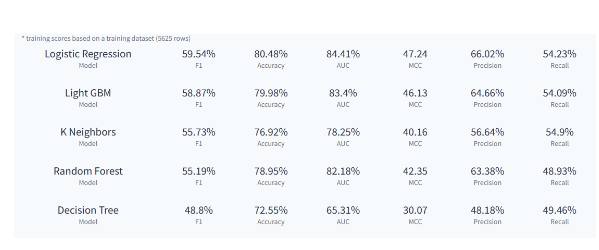 * training scores based on a training dataset (5625 rows)
Logistic Regression 59.54% 80.48% 84.41% 47.24 66.02% 54.23%
Model F1 Accuracy AUC MCC Precision Recall
Light GBM 58.87% 79.98% 83.4% 46.13 64.66% 54.09%
Model F1 Accuracy AUC MCC Precision Recall
K Neighbors 55.73% 76.92% 78.25% 40.16 56.64% 54.9%
Model F1 Accuracy AUC MCC Precision Recall
Random Forest 55.19% 78.95% 82.18% 42.35 63.38% 48.93%
Model F1 Accuracy AUC MCC Precision Recall
Decision Tree 48.8% 72.55% 65.31% 30.07 48.18% 49.46%
Model F1 Accuracy AUC MCC Precision Recall